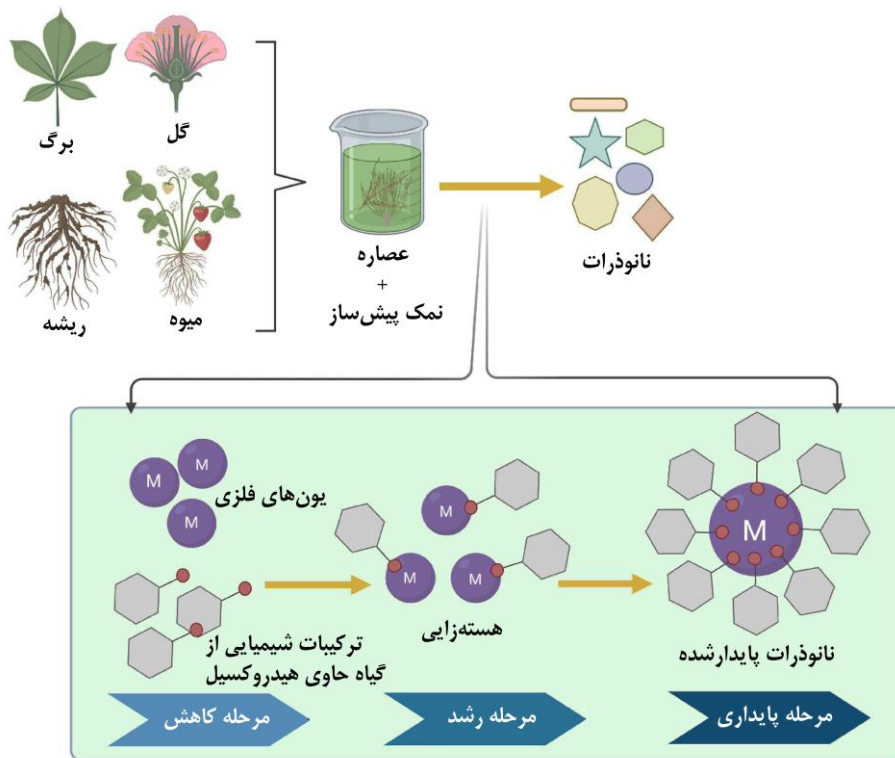 برگ
گل
ریشه
میوه
عصاره
+
نمک پیش‌ساز
نانوذرات
M
M
M
یون‌های فلزی
ترکیبات شیمیایی از
گیاه حاوی هیدروکسیل
M
M
M
هسته‌زایی
M
نانوذرات پایدارشده
مرحله کاهش
مرحله رشد
مرحله پایداری